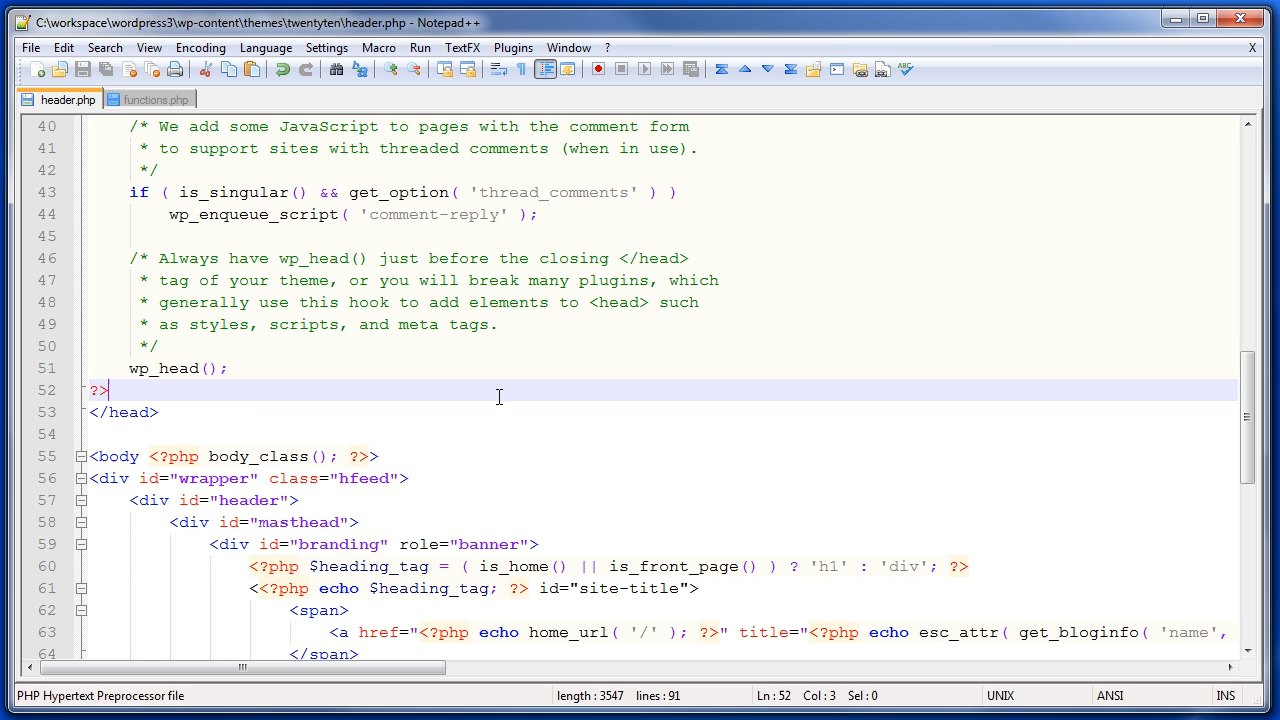 C:\workspace\wordpress3\wp-content\themes\twentyten\header.php - Notepad++
File Edit Search View Encoding Language Settings Macro Run TextFX Plugins Window ? X
header.php functions.php
40 /* We add some JavaScript to pages with the comment form
41 * to support sites with threaded comments (when in use).
42 */
43 if ( is_singular() && get_option( 'thread_comments' ) )
44 wp_enqueue_script( 'comment-reply' );
45
46 /* Always have wp_head() just before the closing </head>
47 * tag of your theme, or you will break many plugins, which
48 * generally use this hook to add elements to <head> such
49 * as styles, scripts, and meta tags.
50 */
51 wp_head();
52 ?>
53 </head>
54
55 <body <?php body_class(); ?>>
56 <div id="wrapper" class="hfeed">
57 <div id="header">
58 <div id="masthead">
59 <div id="branding" role="banner">
60 <?php $heading_tag = ( is_home() || is_front_page() ) ? 'h1' : 'div'; ?>
61 <<?php echo $heading_tag; ?> id="site-title">
62 <span>
63 <a href="<?php echo home_url( '/' ); ?>" title="<?php echo esc_attr( get_bloginfo( 'name',
64 </span>
PHP Hypertext Preprocessor file length : 3547 lines : 91 Ln : 52 Col : 3 Sel : 0 UNIX ANSI INS